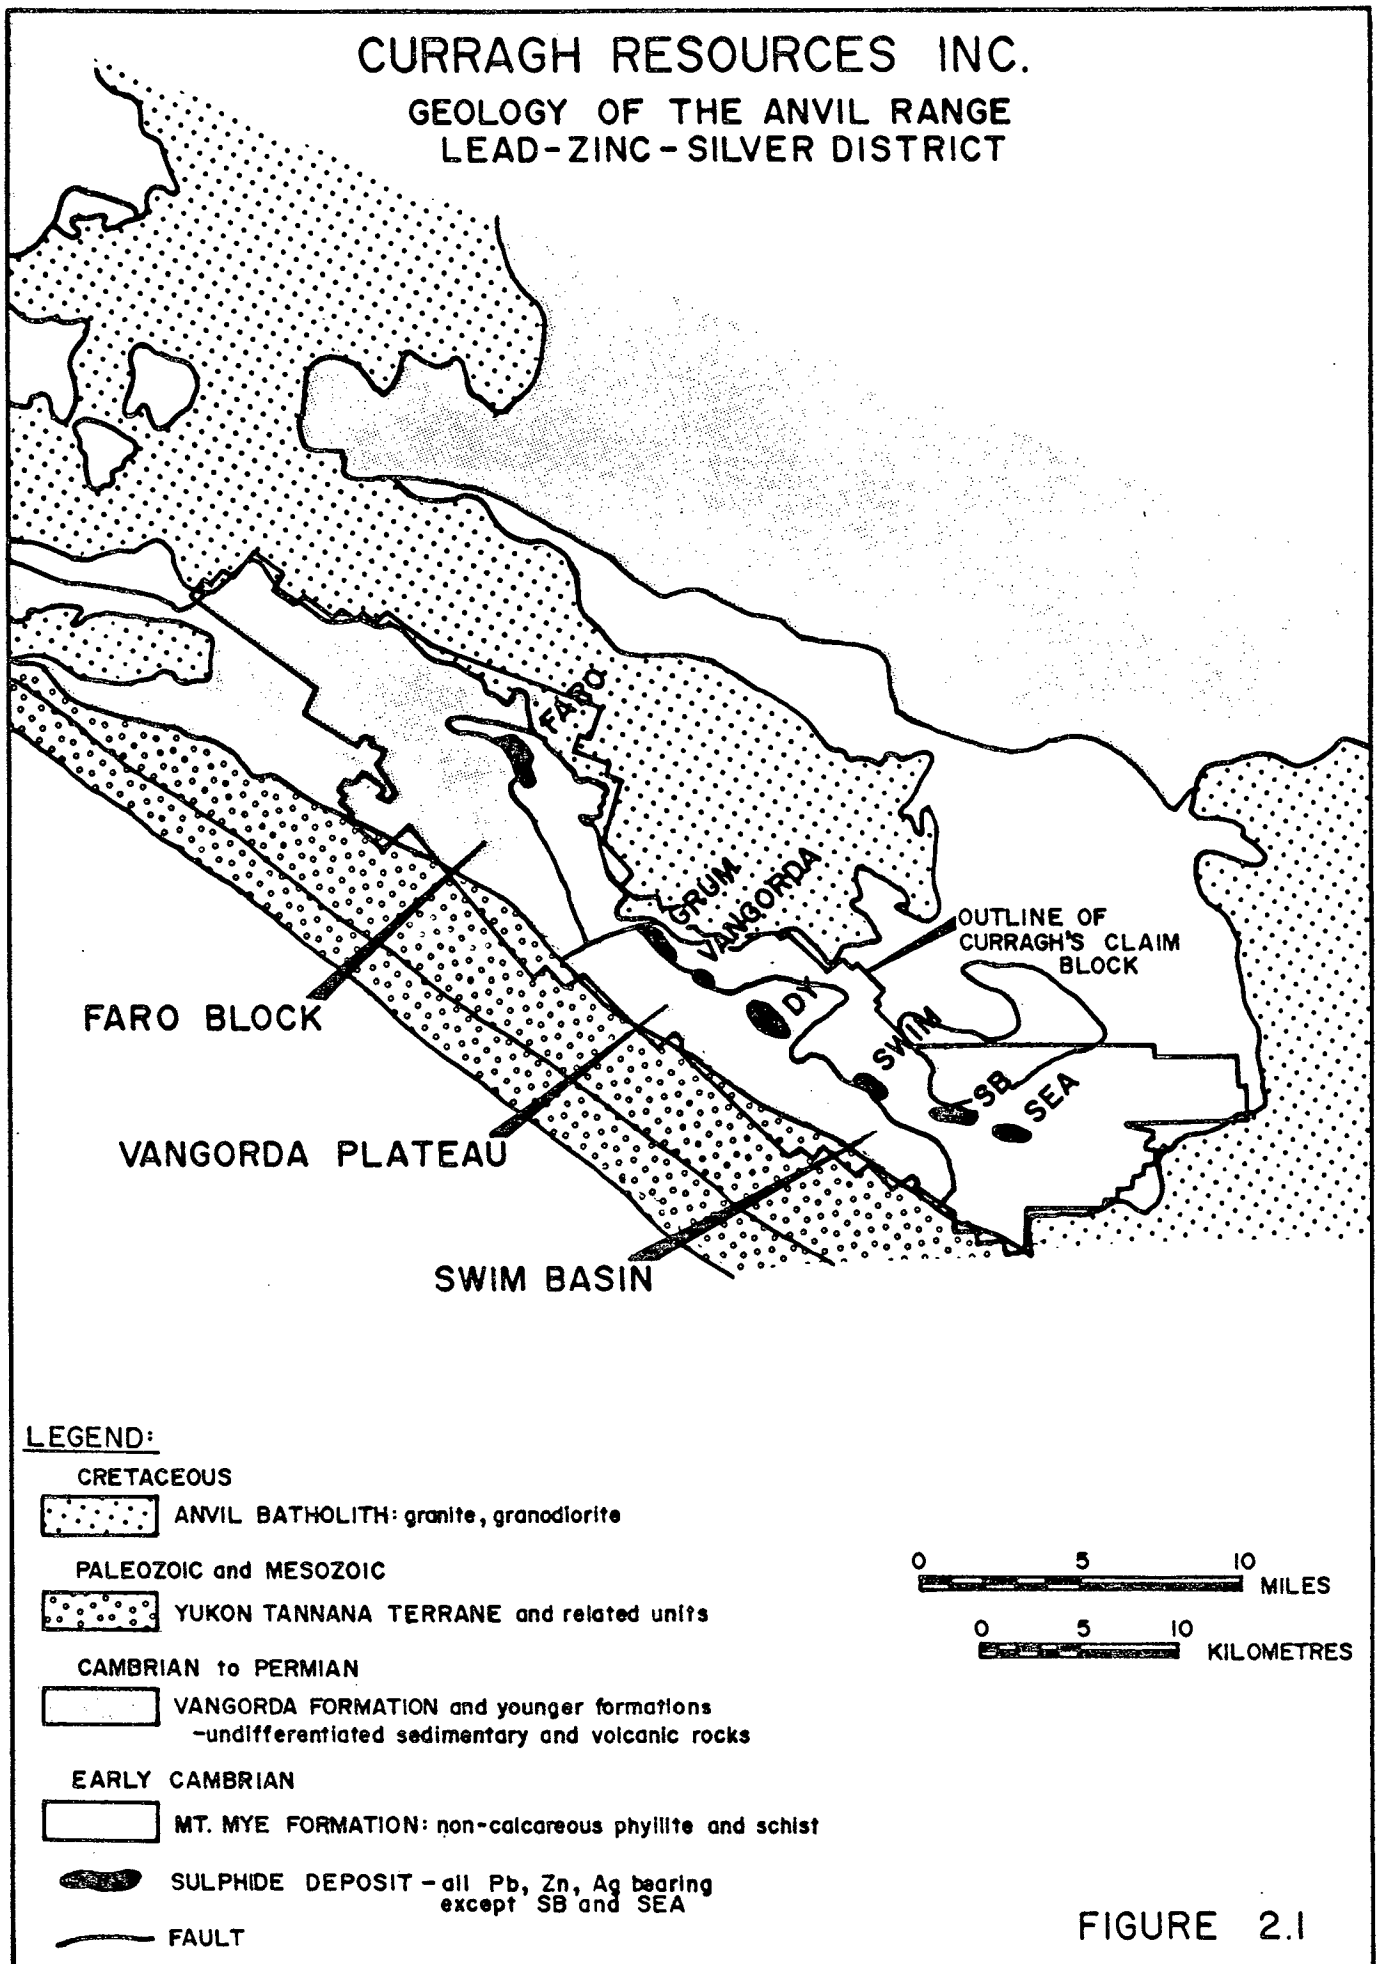 CURRAGH RESOURCES INC.
GEOLOGY OF THE ANVIL RANGE
LEAD-ZINC-SILVER DISTRICT
FARO
GRUM
VANGORDA
OUTLINE OF
CURRAGH'S CLAIM
BLOCK
DY
SWIM
SB
SEA
FARO BLOCK
VANGORDA PLATEAU
SWIM BASIN
LEGEND:
CRETACEOUS
ANVIL BATHOLITH: granite, granodiorite
PALEOZOIC and MESOZOIC
YUKON TANNANA TERRANE and related units
CAMBRIAN to PERMIAN
VANGORDA FORMATION and younger formations
-undifferentiated sedimentary and volcanic rocks
EARLY CAMBRIAN
MT. MYE FORMATION: non-calcareous phyllite and schist
SULPHIDE DEPOSIT - all Pb, Zn, Ag bearing
except SB and SEA
FAULT
0 5 10
MILES
0 5 10
KILOMETRES
FIGURE 2.1